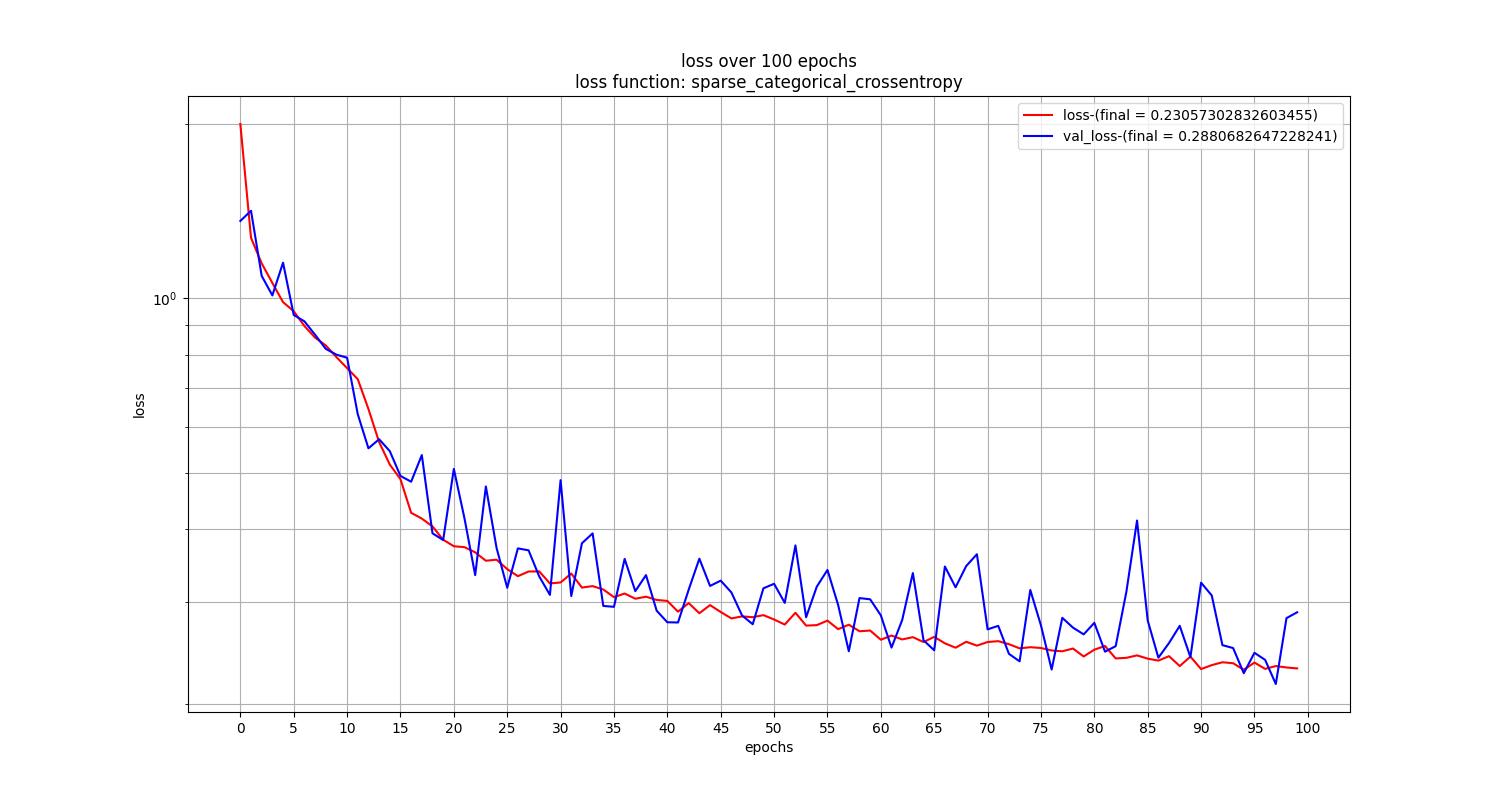 loss over 100 epochs
loss function: sparse_categorical_crossentropy
loss-(final = 0.23057302832603455)
val_loss-(final = 0.2880682647228241)
10⁰
loss
0 5 10 15 20 25 30 35 40 45 50 55 60 65 70 75 80 85 90 95 100
epochs